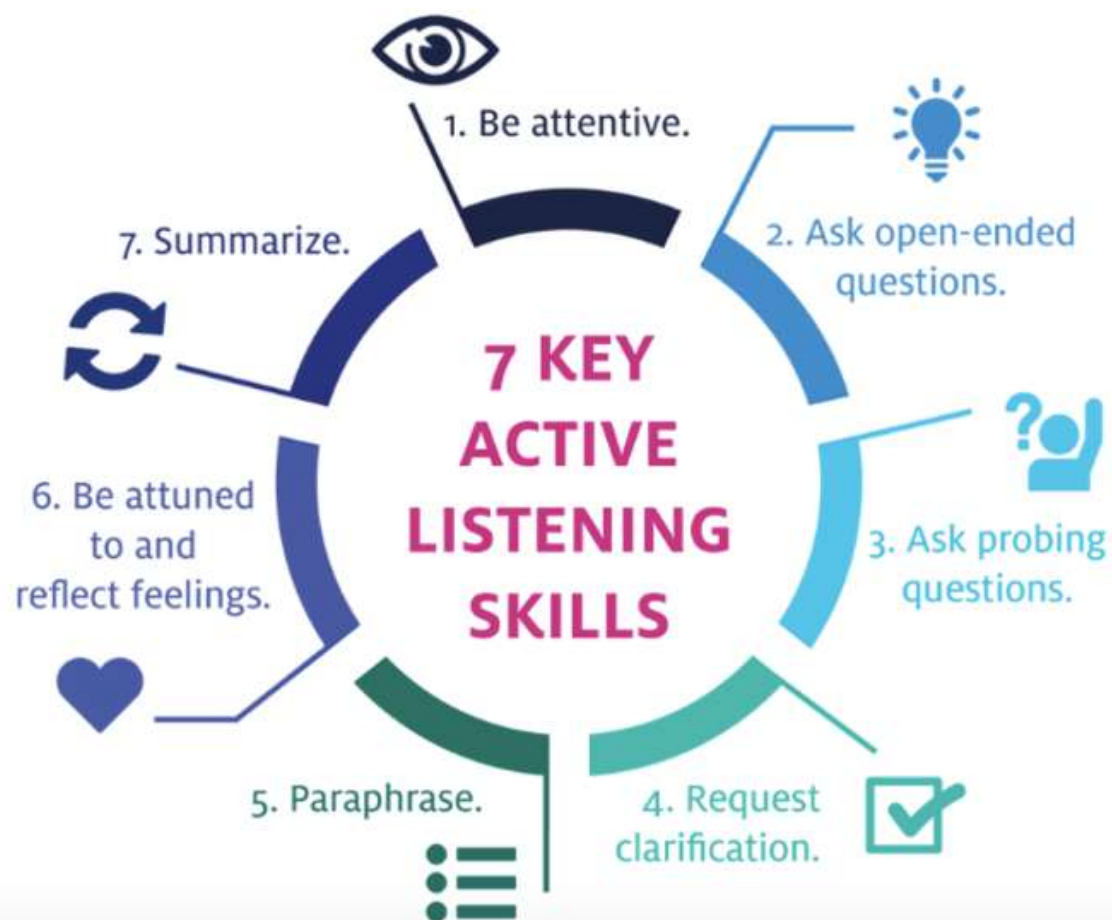 1. Be attentive.
2. Ask open-ended
questions.
3. Ask probing
questions.
4. Request
clarification.
5. Paraphrase.
6. Be attuned
to and
reflect feelings.
7. Summarize.
7 KEY
ACTIVE
LISTENING
SKILLS
?